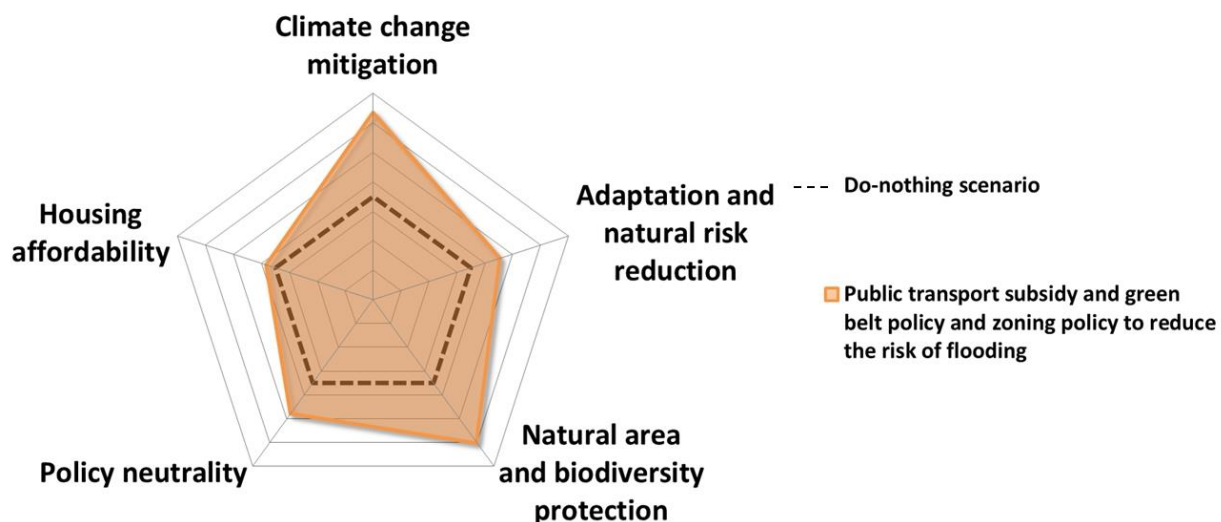 Climate change
mitigation
Adaptation and
natural risk
reduction
Natural area
and biodiversity
protection
Policy neutrality
Housing
affordability
Do-nothing scenario
Public transport subsidy and green
belt policy and zoning policy to reduce
the risk of flooding